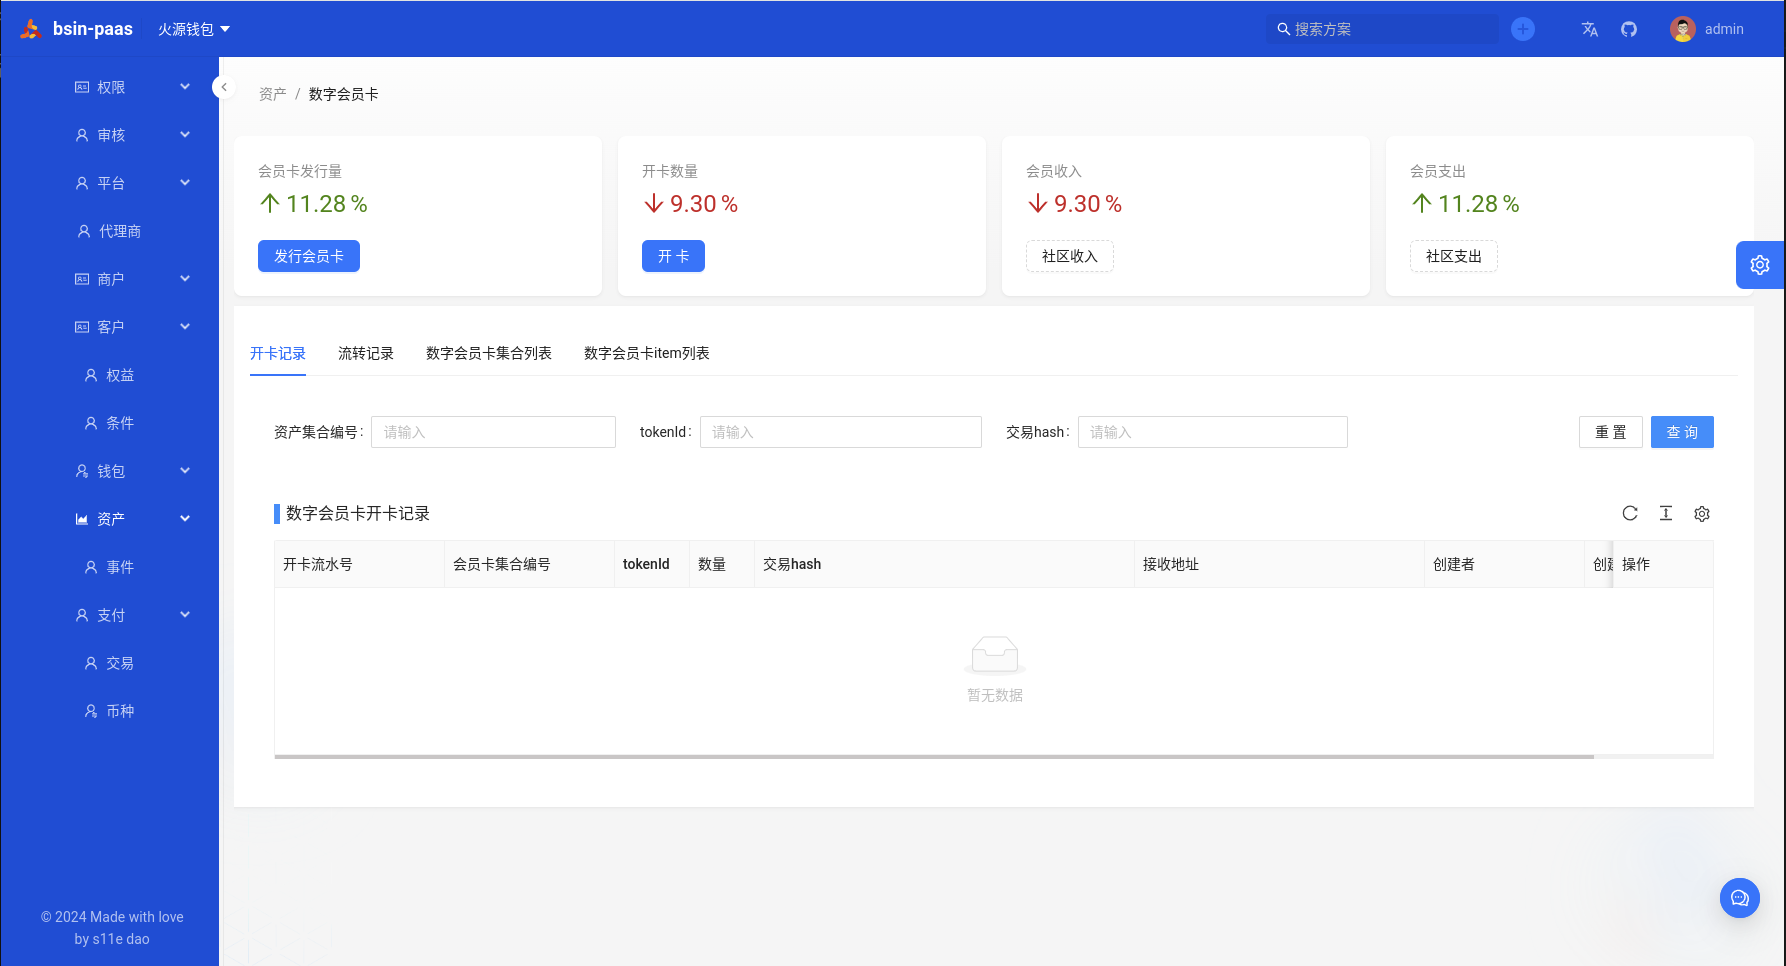 bsin-paas
火源钱包
搜索方案
admin
权限
审核
平台
代理商
商户
客户
权益
条件
钱包
资产
事件
支付
交易
币种
© 2024 Made with love
by s11e dao
资产 / 数字会员卡
会员卡发行量
11.28 %
发行会员卡
开卡数量
9.30 %
开 卡
会员收入
9.30 %
社区收入
会员支出
11.28 %
社区支出
开卡记录 流转记录 数字会员卡集合列表 数字会员卡item列表
资产集合编号: 请输入 tokenId: 请输入 交易hash: 请输入 重 置 查 询
数字会员卡开卡记录
开卡流水号 会员卡集合编号 tokenId 数量 交易hash 接收地址 创建者 创 操作
暂无数据